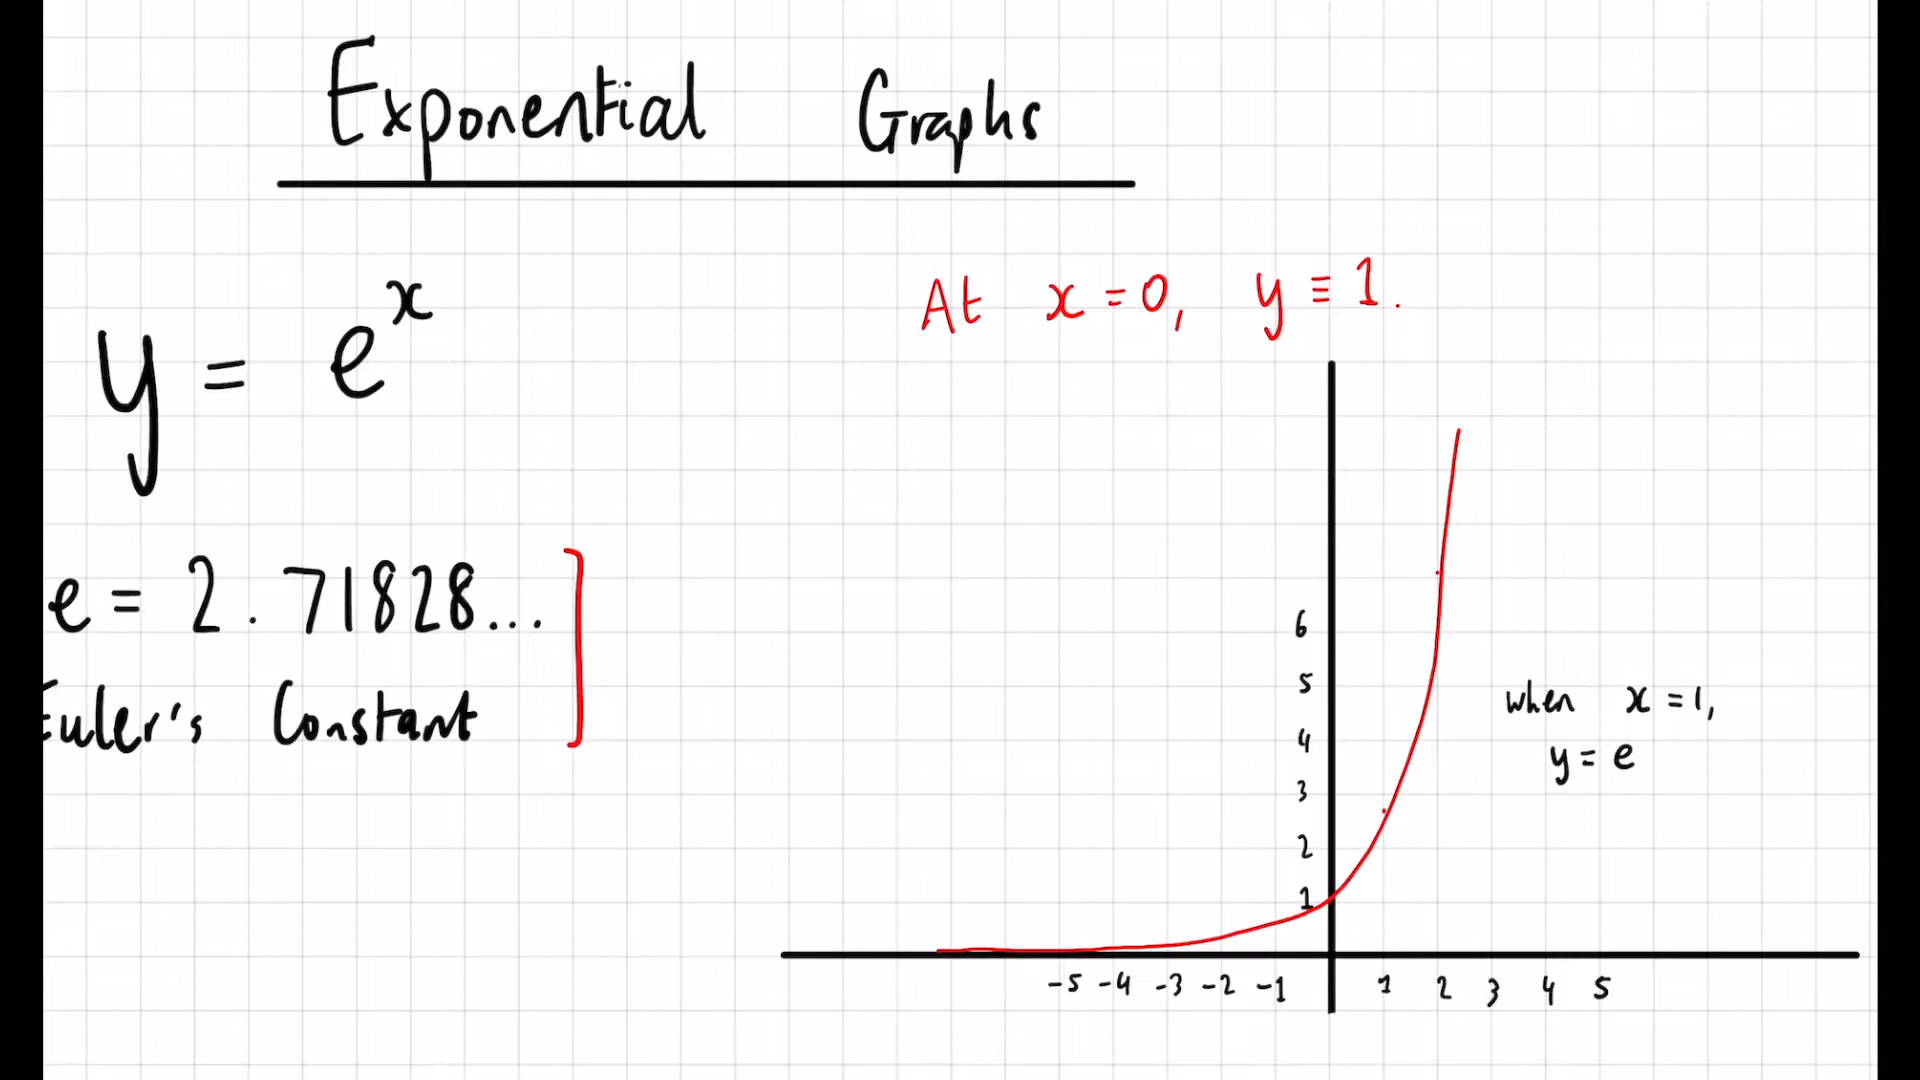 Exponential Graphs
y = e^x
At x = 0, y ≡ 1.
e = 2.71828...
Euler's Constant
6
5
4
3
2
1
when x = 1,
y = e
-5 -4 -3 -2 -1 1 2 3 4 5